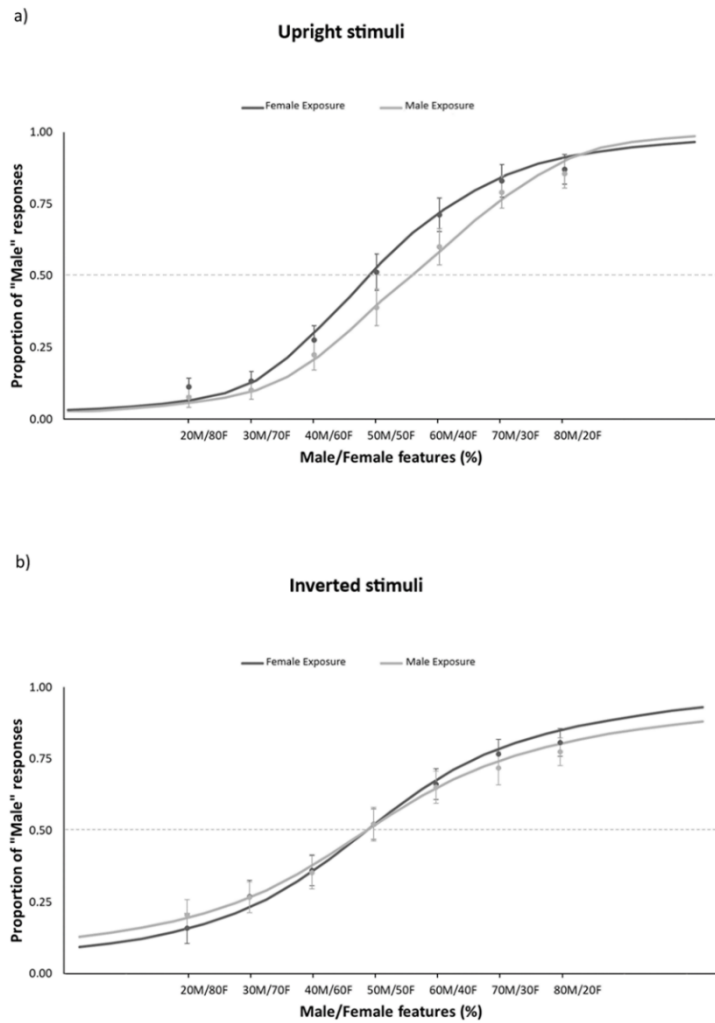 a)
Upright stimuli
Female Exposure Male Exposure
1.00
0.75
0.50
0.25
0.00
Proportion of "Male" responses
20M/80F 30M/70F 40M/60F 50M/50F 60M/40F 70M/30F 80M/20F
Male/Female features (%)
b)
Inverted stimuli
Female Exposure Male Exposure
1.00
0.75
0.50
0.25
0.00
Proportion of "Male" responses
20M/80F 30M/70F 40M/60F 50M/50F 60M/40F 70M/30F 80M/20F
Male/Female features (%)